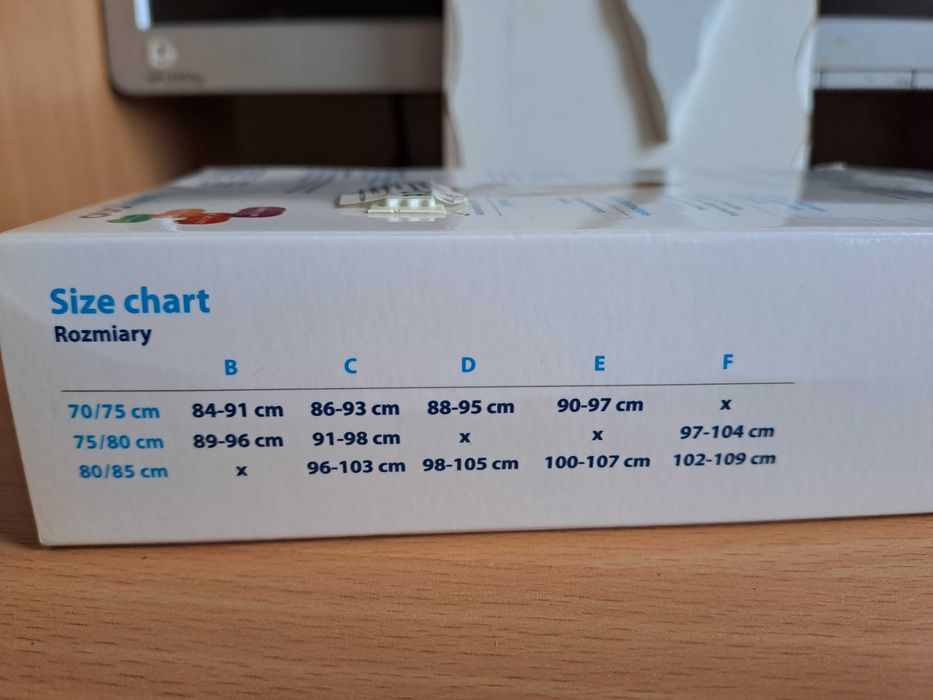 Size chart
Rozmiary
B C D E F
70/75 cm 84-91 cm 86-93 cm 88-95 cm 90-97 cm x
75/80 cm 89-96 cm 91-98 cm x x 97-104 cm
80/85 cm x 96-103 cm 98-105 cm 100-107 cm 102-109 cm